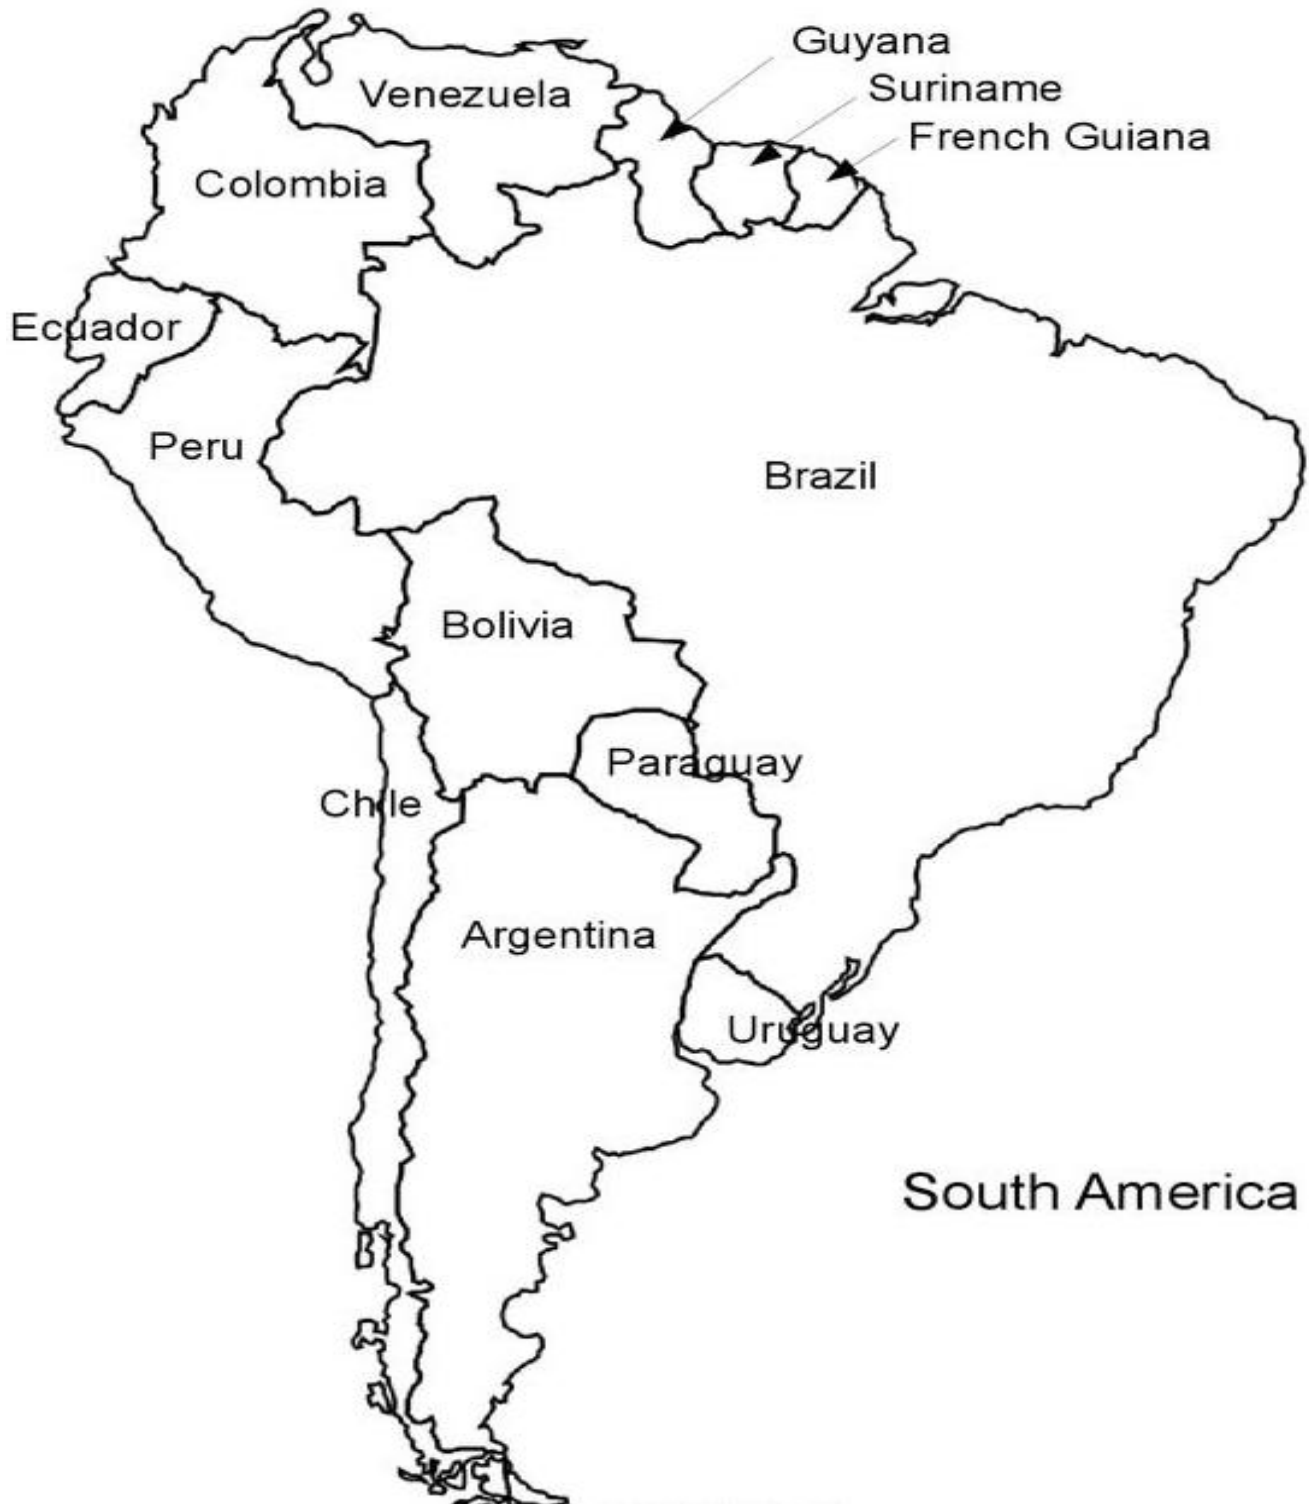 Guyana
Suriname
Venezuela
French Guiana
Colombia
Ecuador
Peru
Brazil
Bolivia
Paraguay
Chile
Argentina
Uruguay
South America